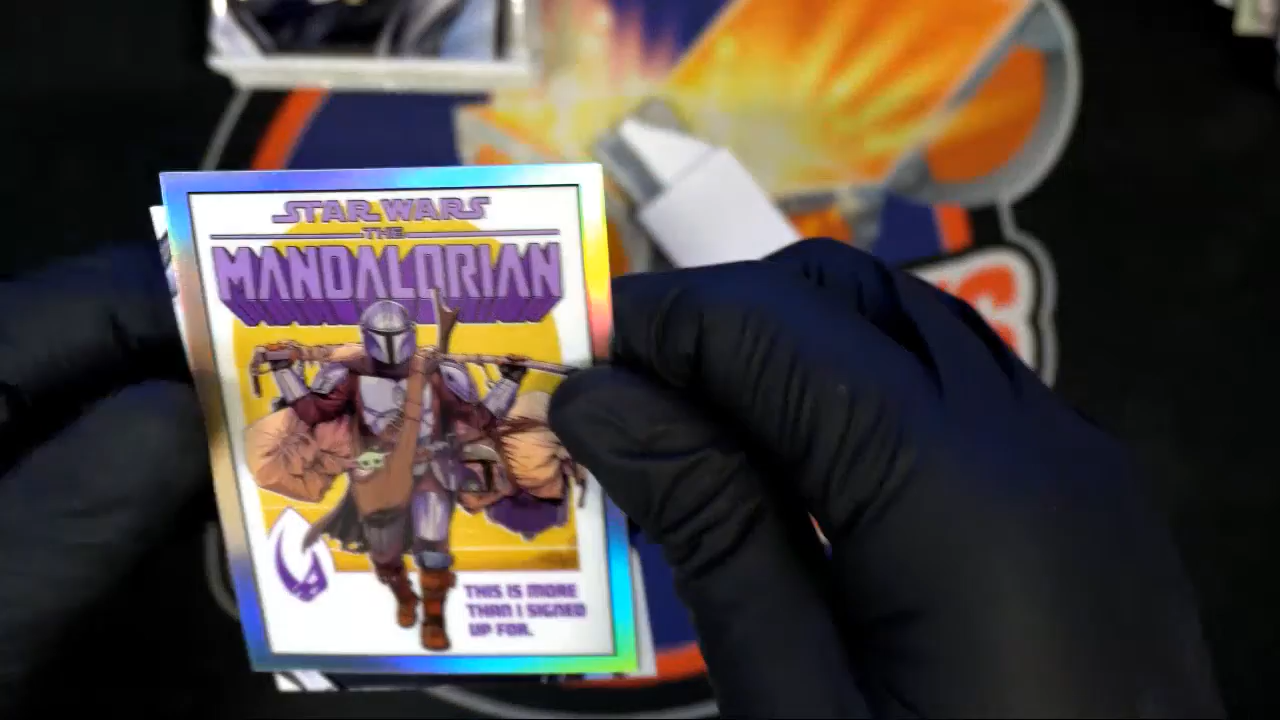 STAR WARS
THE
MANDALORIAN
THIS IS MORE
THAN I SIGNED
UP FOR.